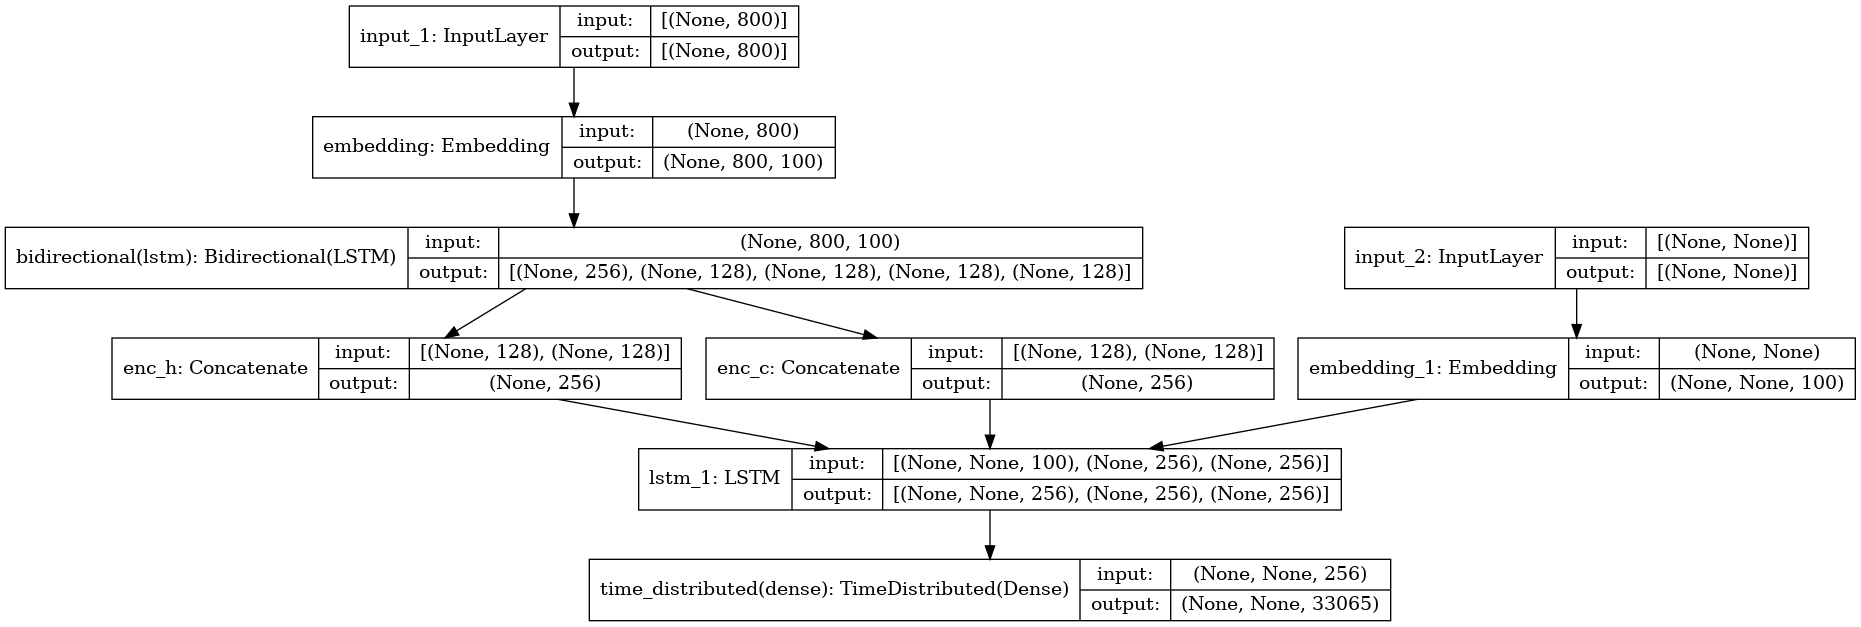 input_1: InputLayer
input: [(None, 800)]
output: [(None, 800)]
embedding: Embedding
input: (None, 800)
output: (None, 800, 100)
bidirectional(lstm): Bidirectional(LSTM)
input: (None, 800, 100)
output: [(None, 256), (None, 128), (None, 128), (None, 128), (None, 128)]
input_2: InputLayer
input: [(None, None)]
output: [(None, None)]
enc_h: Concatenate
input: [(None, 128), (None, 128)]
output: (None, 256)
enc_c: Concatenate
input: [(None, 128), (None, 128)]
output: (None, 256)
embedding_1: Embedding
input: (None, None)
output: (None, None, 100)
lstm_1: LSTM
input: [(None, None, 100), (None, 256), (None, 256)]
output: [(None, None, 256), (None, 256), (None, 256)]
time_distributed(dense): TimeDistributed(Dense)
input: (None, None, 256)
output: (None, None, 33065)